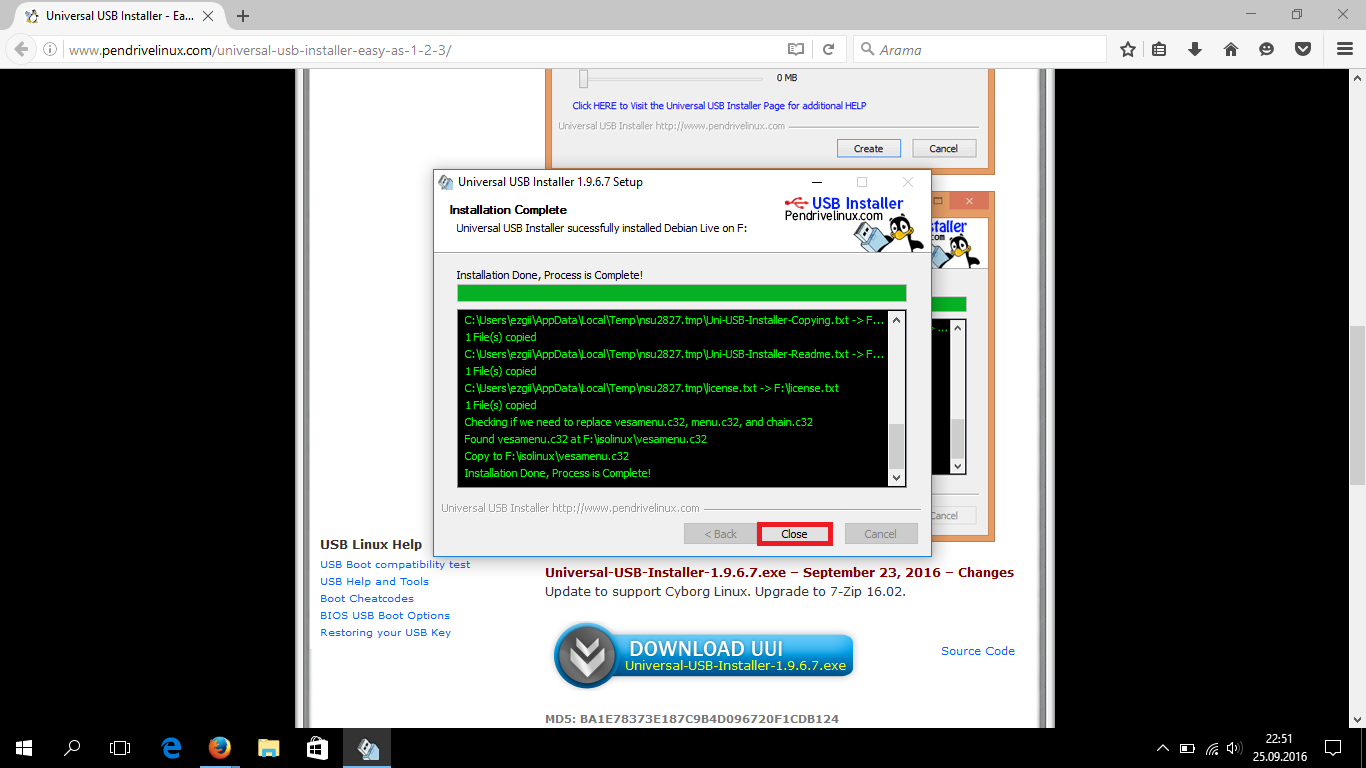 Universal USB Installer - Ea...
www.pendrivelinux.com/universal-usb-installer-easy-as-1-2-3/
Arama
0 MB
Click HERE to Visit the Universal USB Installer Page for additional HELP
Universal USB Installer http://www.pendrivelinux.com
Create
Cancel
Universal USB Installer 1.9.6.7 Setup
Installation Complete
Universal USB Installer sucessfully installed Debian Live on F:
USB Installer
Pendrivelinux.com
staller
om
Installation Done, Process is Complete!
C:\Users\ezgii\AppData\Local\Temp\nsu2827.tmp\Uni-USB-Installer-Copying.txt -> F...
1 File(s) copied
C:\Users\ezgii\AppData\Local\Temp\nsu2827.tmp\Uni-USB-Installer-Readme.txt -> F...
1 File(s) copied
C:\Users\ezgii\AppData\Local\Temp\nsu2827.tmp\license.txt -> F:\license.txt
1 File(s) copied
Checking if we need to replace vesamenu.c32, menu.c32, and chain.c32
Found vesamenu.c32 at F:\isolinux\vesamenu.c32
Copy to F:\isolinux\vesamenu.c32
Installation Done, Process is Complete!
Universal USB Installer http://www.pendrivelinux.com
< Back
Close
Cancel
Cancel
USB Linux Help
USB Boot compatibility test
USB Help and Tools
Boot Cheatcodes
BIOS USB Boot Options
Restoring your USB Key
Universal-USB-Installer-1.9.6.7.exe – September 23, 2016 – Changes
Update to support Cyborg Linux. Upgrade to 7-Zip 16.02.
DOWNLOAD UUI
Universal-USB-Installer-1.9.6.7.exe
Source Code
MD5: BA1E78373E187C9B4D096720F1CDB124
22:51
25.09.2016